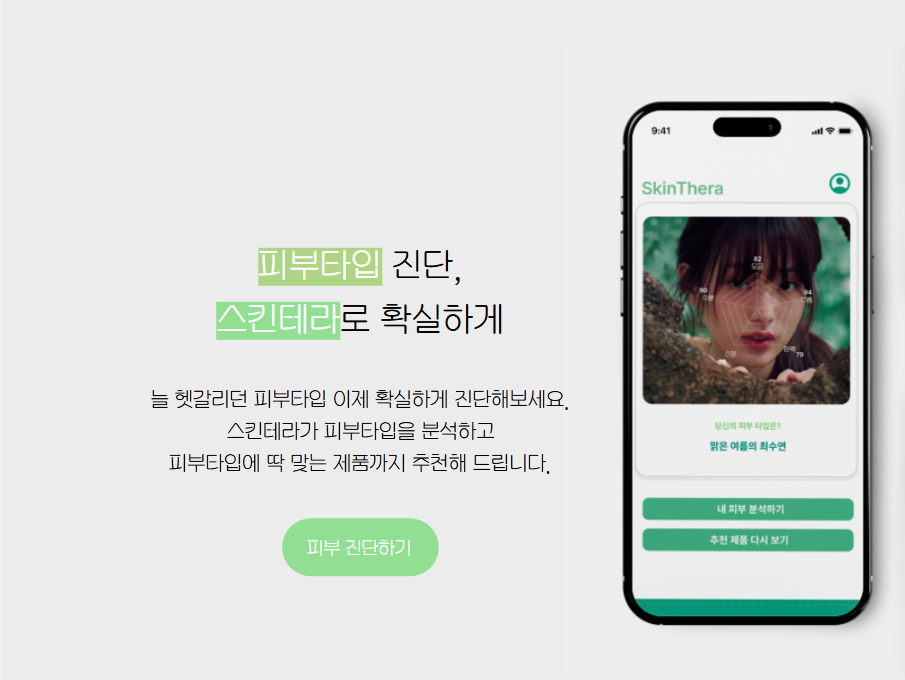 피부타입 진단,
스킨테라로 확실하게
늘 헷갈리던 피부타입 이제 확실하게 진단해보세요.
스킨테라가 피부타입을 분석하고
피부타입에 딱 맞는 제품까지 추천해 드립니다.
피부 진단하기
9:41
SkinThera
82
모공
90
수분
94
79
탄력
당신의 피부 타입은?
맑은 여름의 최수연
내 피부 분석하기
추천 제품 다시 보기